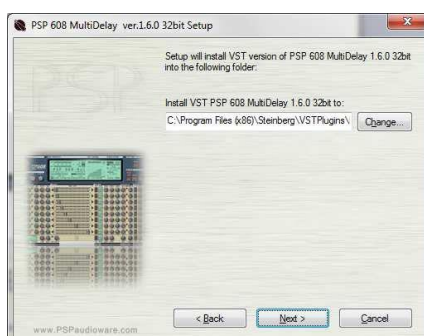 PSP 608 MultiDelay ver.1.6.0 32bit Setup
Setup will install VST version of PSP 608 MultiDelay 1.6.0 32bit
into the following folder:
Install VST PSP 608 MultiDelay 1.6.0 32bit to:
C:\Program Files (x86)\Steinberg\VSTPlugins\
Change...
PSP
www.PSPaudioware.com
< Back
Next >
Cancel